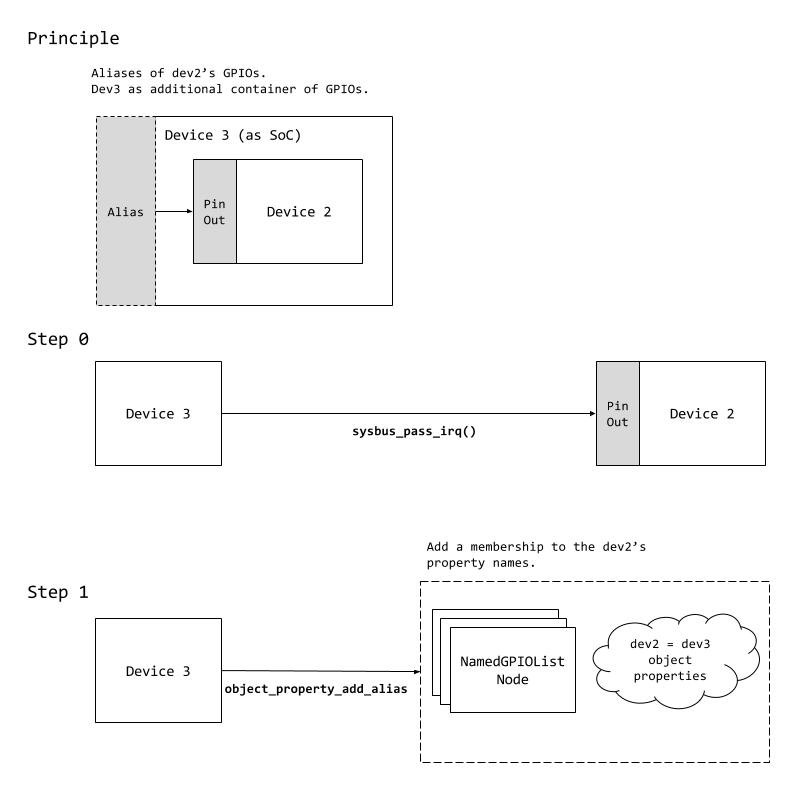 Principle
Aliases of dev2’s GPIOs.
Dev3 as additional container of GPIOs.
Device 3 (as SoC)
Alias
Pin
Out
Device 2
Step 0
Device 3
sysbus_pass_irq()
Pin
Out
Device 2
Add a membership to the dev2’s
property names.
Step 1
Device 3
object_property_add_alias
NamedGPIOList
Node
dev2 = dev3
object
properties